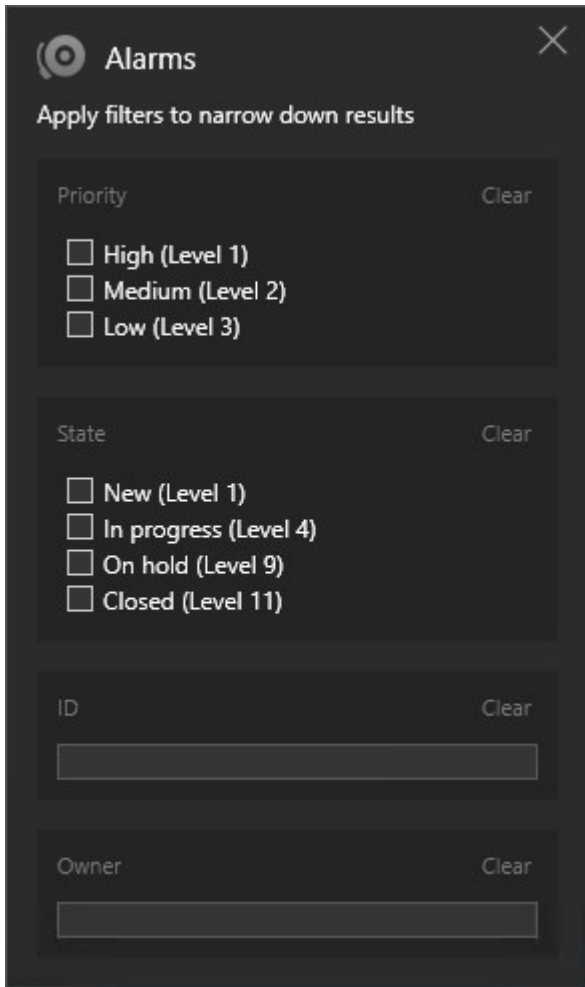 Alarms
Apply filters to narrow down results
Priority Clear
High (Level 1)
Medium (Level 2)
Low (Level 3)
State Clear
New (Level 1)
In progress (Level 4)
On hold (Level 9)
Closed (Level 11)
ID Clear
Owner Clear